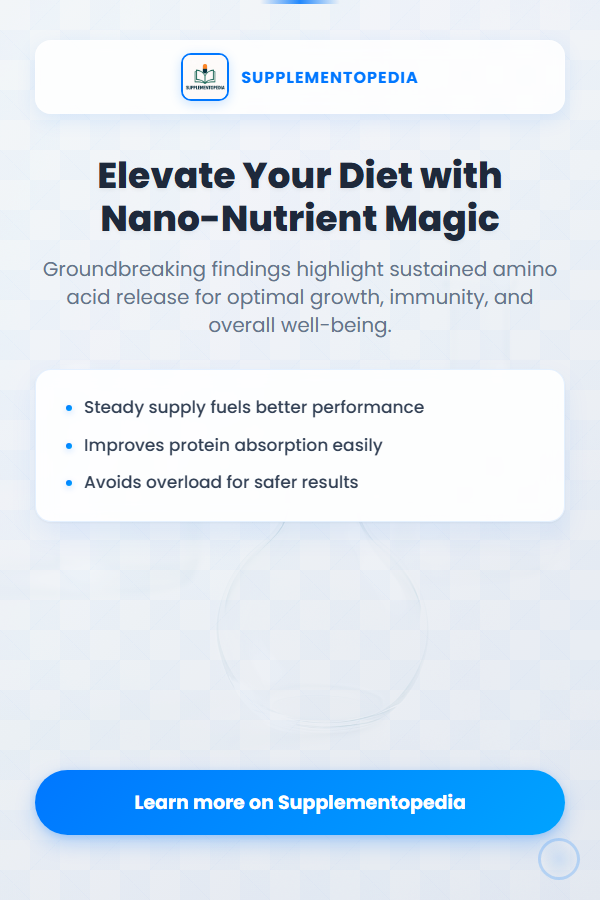 SUPPLEMENTOPEDIA
SUPPLEMENTOPEDIA
Elevate Your Diet with
Nano-Nutrient Magic
Groundbreaking findings highlight sustained amino
acid release for optimal growth, immunity, and
overall well-being.
Steady supply fuels better performance
Improves protein absorption easily
Avoids overload for safer results
Learn more on Supplementopedia